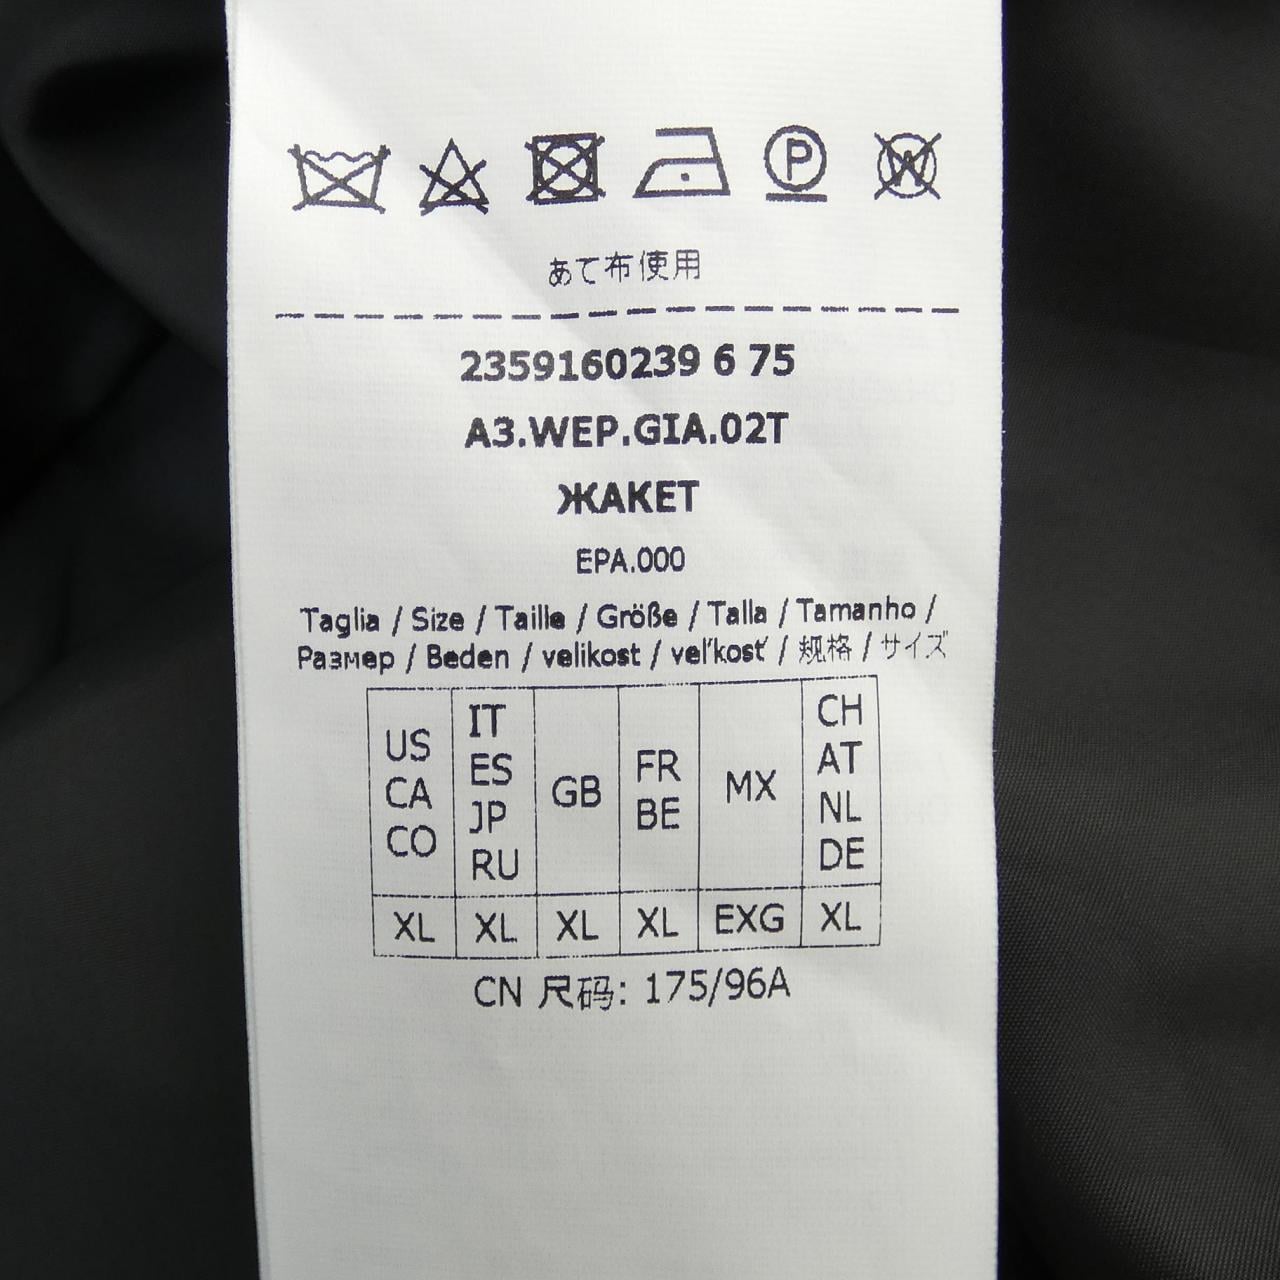 P W
あて布使用
2359160239 6 75
A3.WEP.GIA.02T
ЖАКЕТ
EPA.000
Taglia / Size / Taille / Größe / Talla / Tamanho /
Размер / Beden / velikost / veľkosť / 规格 / サイズ
US CA CO IT ES JP RU GB FR BE MX CH AT NL DE
XL XL XL XL EXG XL
CN 尺码: 175/96A